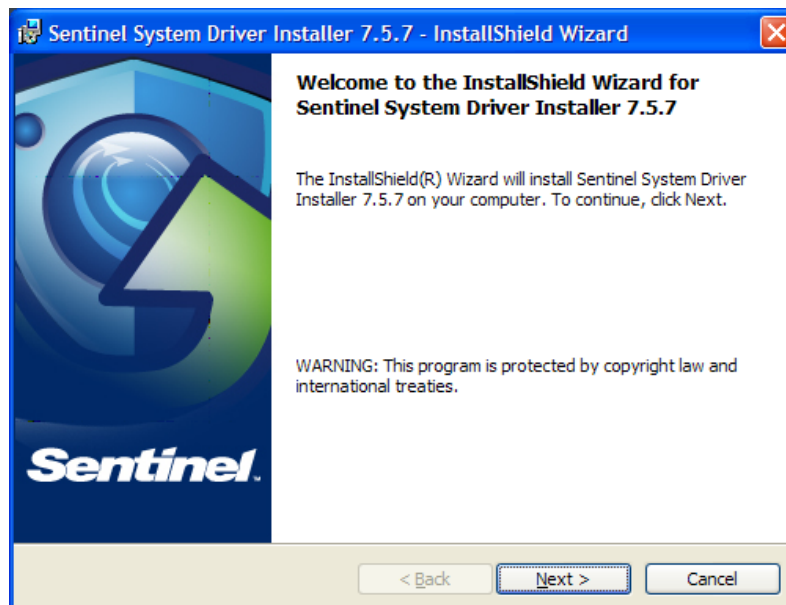 Sentinel System Driver Installer 7.5.7 - InstallShield Wizard
Welcome to the InstallShield Wizard for
Sentinel System Driver Installer 7.5.7
The InstallShield(R) Wizard will install Sentinel System Driver
Installer 7.5.7 on your computer. To continue, click Next.
WARNING: This program is protected by copyright law and
international treaties.
Sentinel.
< Back
Next >
Cancel